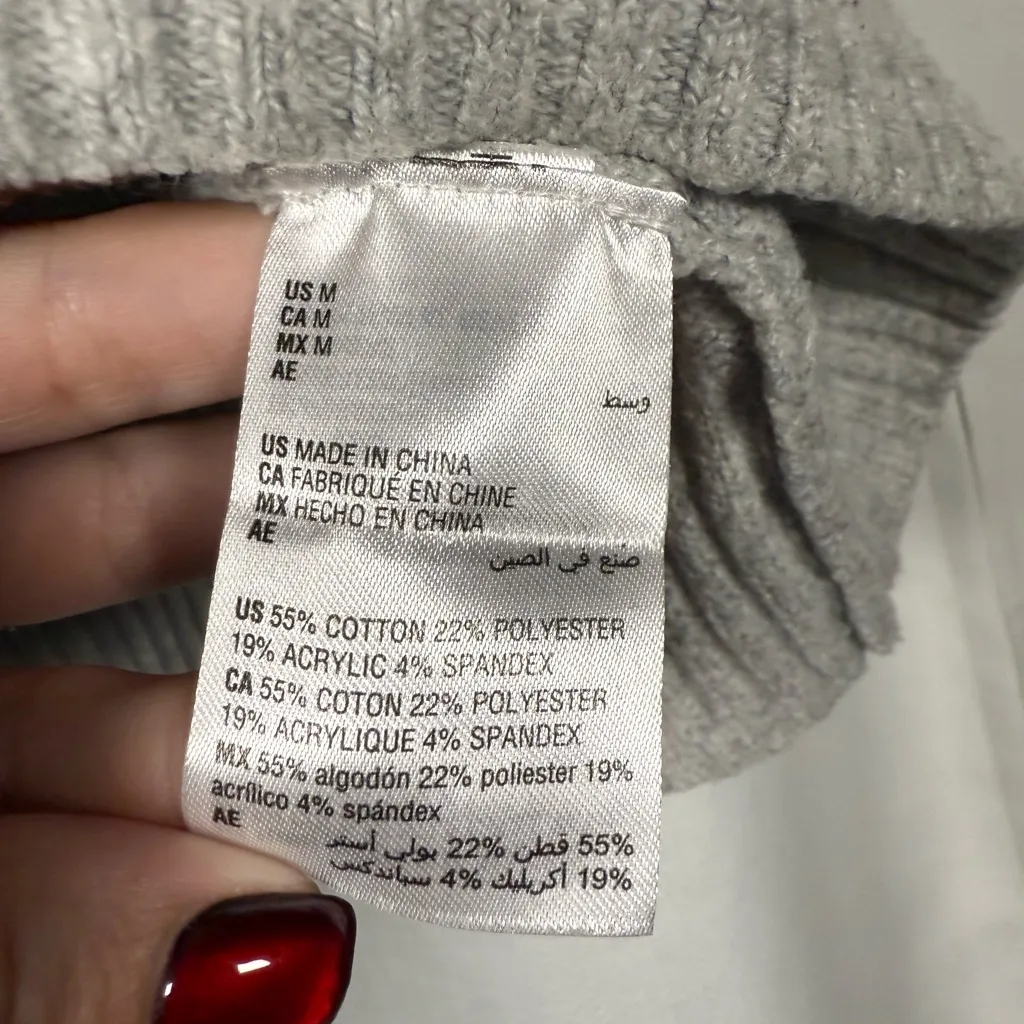 US M
CA M
MX M
AE
وسط
US MADE IN CHINA
CA FABRIQUÉ EN CHINE
MX HECHO EN CHINA
AE
صنع في الصين
US 55% COTTON 22% POLYESTER
19% ACRYLIC 4% SPANDEX
CA 55% COTON 22% POLYESTER
19% ACRYLIQUE 4% SPANDEX
MX 55% algodón 22% poliester 19%
acrílico 4% spándex
AE
55% قطن 22% بولي أستر
19% أكريليك 4% سباندكس